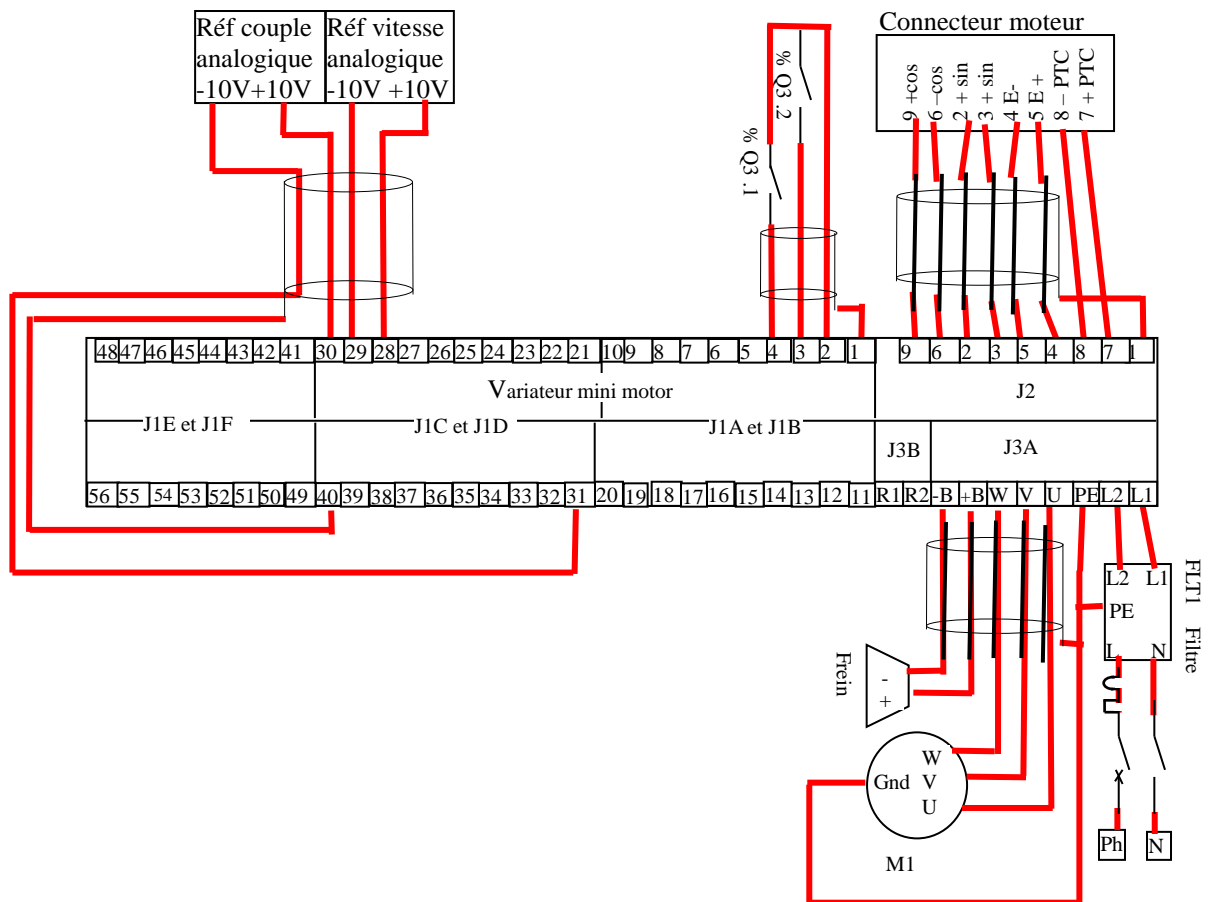 Réf couple
analogique
-10V+10V
Réf vitesse
analogique
-10V +10V
% Q3 .2
% Q3 .1
Connecteur moteur
9 +cos
6 –cos
2 + sin
3 + sin
4 E-
5 E +
8 – PTC
7 + PTC
48 47 46 45 44 43 42 41 30 29 28 27 26 25 24 23 22 21 10 9 8 7 6 5 4 3 2 1 9 6 2 3 5 4 8 7 1
Variateur mini motor
J2
J1E et J1F
J1C et J1D
J1A et J1B
J3B
J3A
56 55 54 53 52 51 50 49 40 39 38 37 36 35 34 33 32 31 20 19 18 17 16 15 14 13 12 11 R1 R2 -B +B W V U PE L2 L1
L2 L1
PE
L N
FLT1 Filtre
Frein
-
+
W
Gnd V
U
M1
Ph N